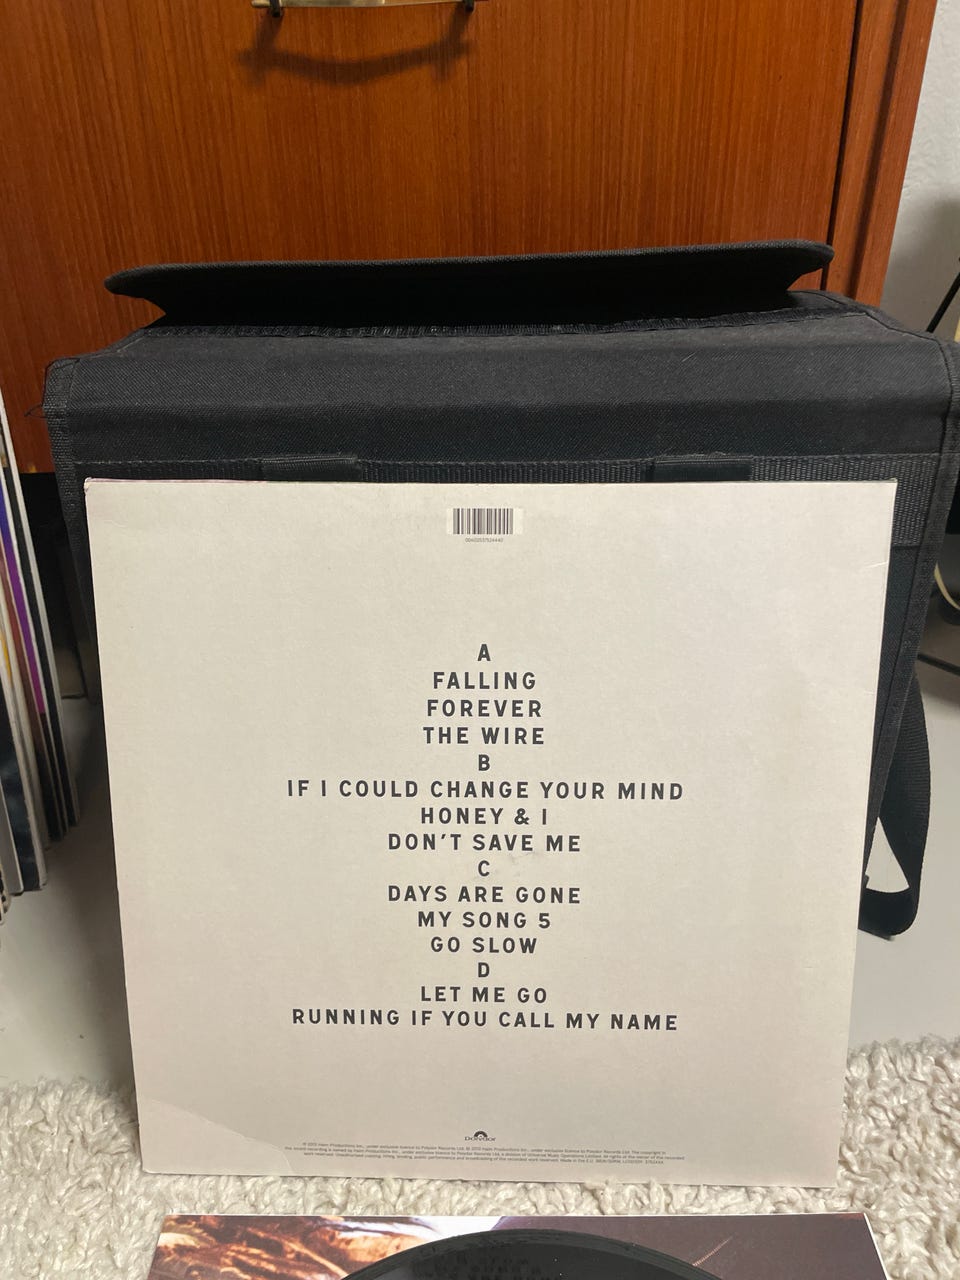 A
FALLING
FOREVER
THE WIRE
B
IF I COULD CHANGE YOUR MIND
HONEY & I
DON'T SAVE ME
C
DAYS ARE GONE
MY SONG 5
GO SLOW
D
LET ME GO
RUNNING IF YOU CALL MY NAME
Polydor